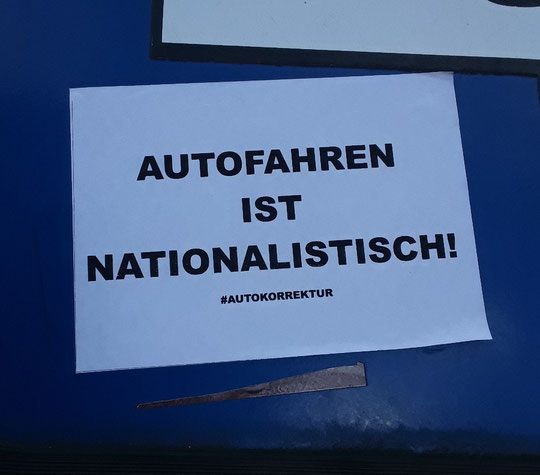 AUTOFAHREN
IST
NATIONALISTISCH!
#AUTOKORREKTUR